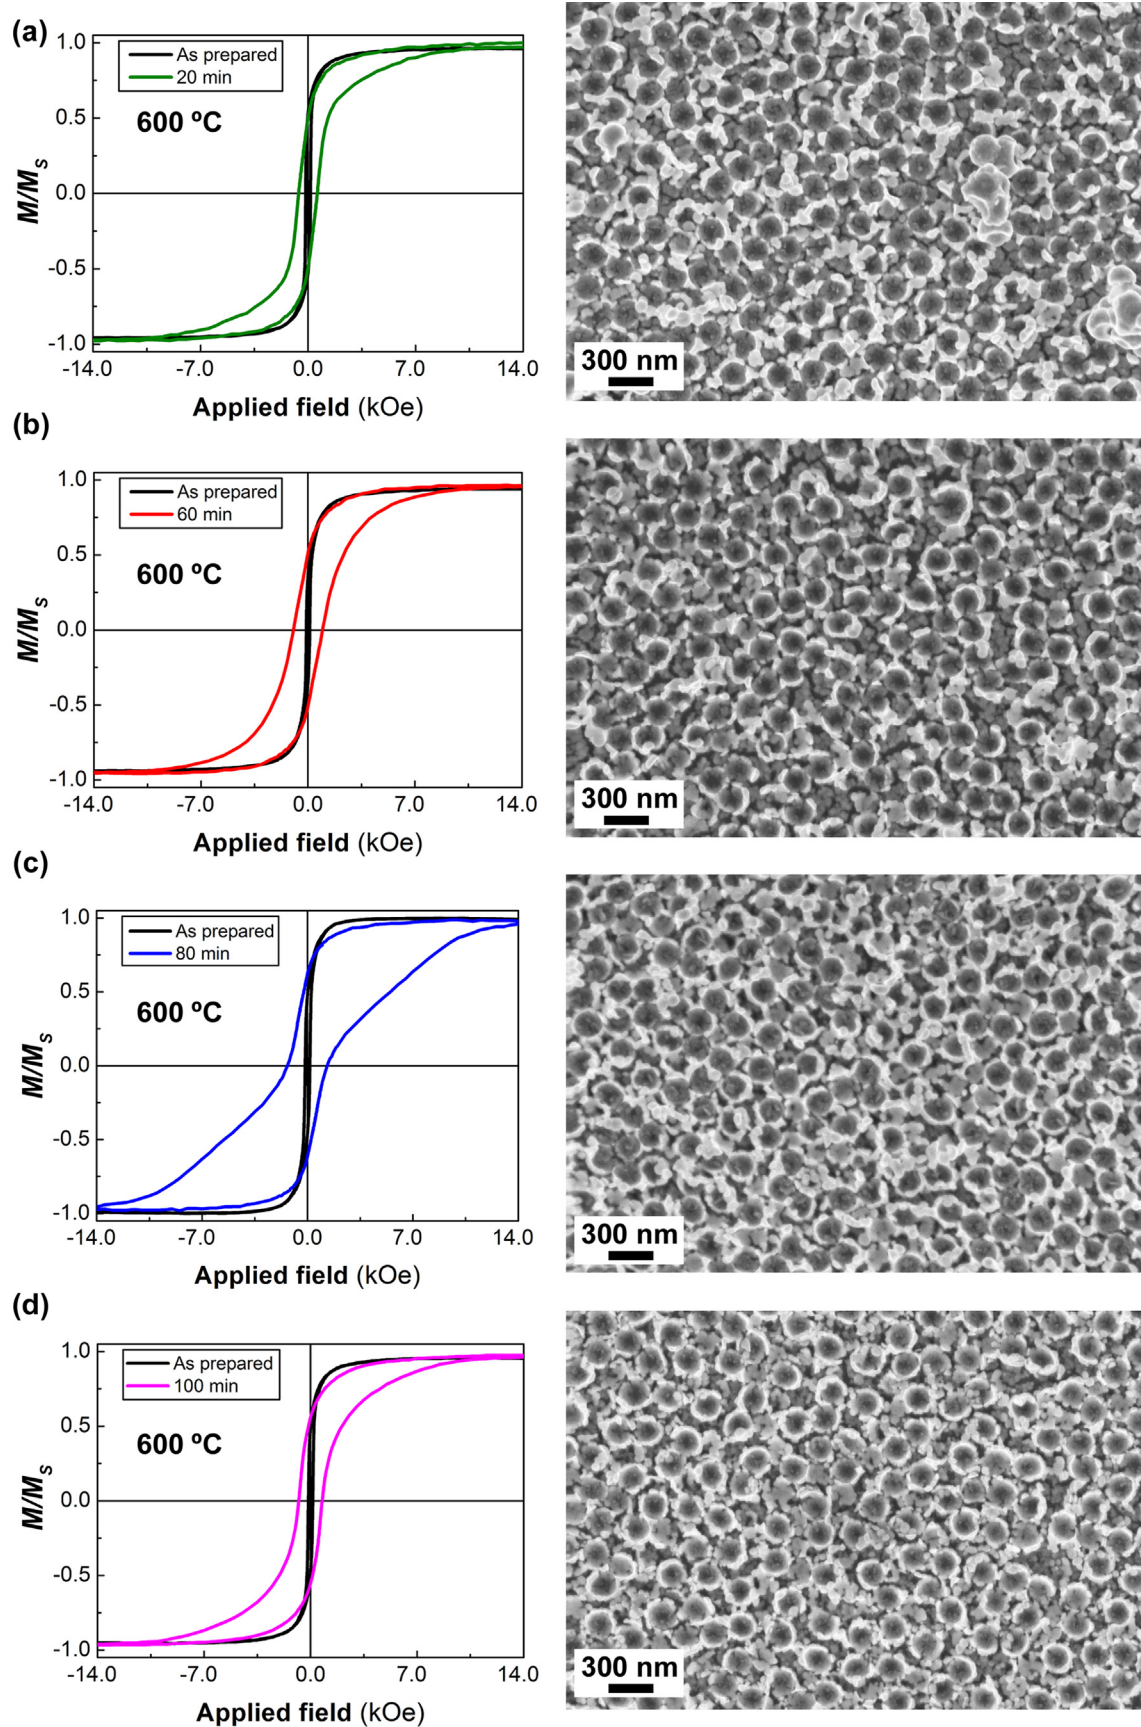 (a)
As prepared
20 min
600 ºC
1.0
0.5
0.0
-0.5
-1.0
M/M_S
-14.0 -7.0 0.0 7.0 14.0
Applied field (kOe)
300 nm
(b)
As prepared
60 min
600 ºC
1.0
0.5
0.0
-0.5
-1.0
M/M_S
-14.0 -7.0 0.0 7.0 14.0
Applied field (kOe)
300 nm
(c)
As prepared
80 min
600 ºC
1.0
0.5
0.0
-0.5
-1.0
M/M_S
-14.0 -7.0 0.0 7.0 14.0
Applied field (kOe)
300 nm
(d)
As prepared
100 min
600 ºC
1.0
0.5
0.0
-0.5
-1.0
M/M_S
-14.0 -7.0 0.0 7.0 14.0
Applied field (kOe)
300 nm